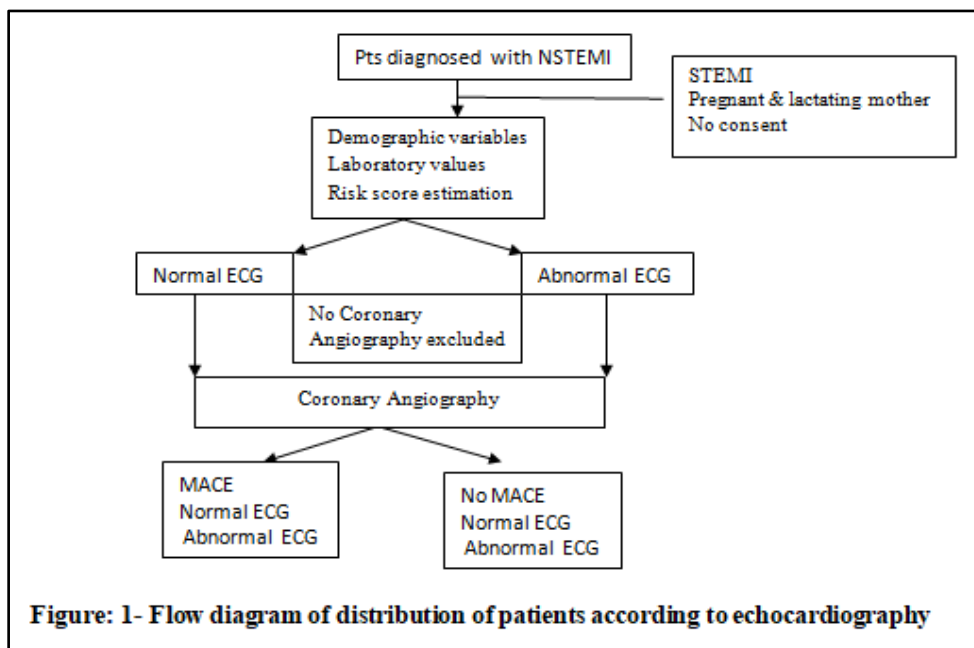 Pts diagnosed with NSTEMI
STEMI
Pregnant & lactating mother
No consent
Demographic variables
Laboratory values
Risk score estimation
Normal ECG
Abnormal ECG
No Coronary
Angiography excluded
Coronary Angiography
MACE
Normal ECG
Abnormal ECG
No MACE
Normal ECG
Abnormal ECG
Figure: 1- Flow diagram of distribution of patients according to echocardiography